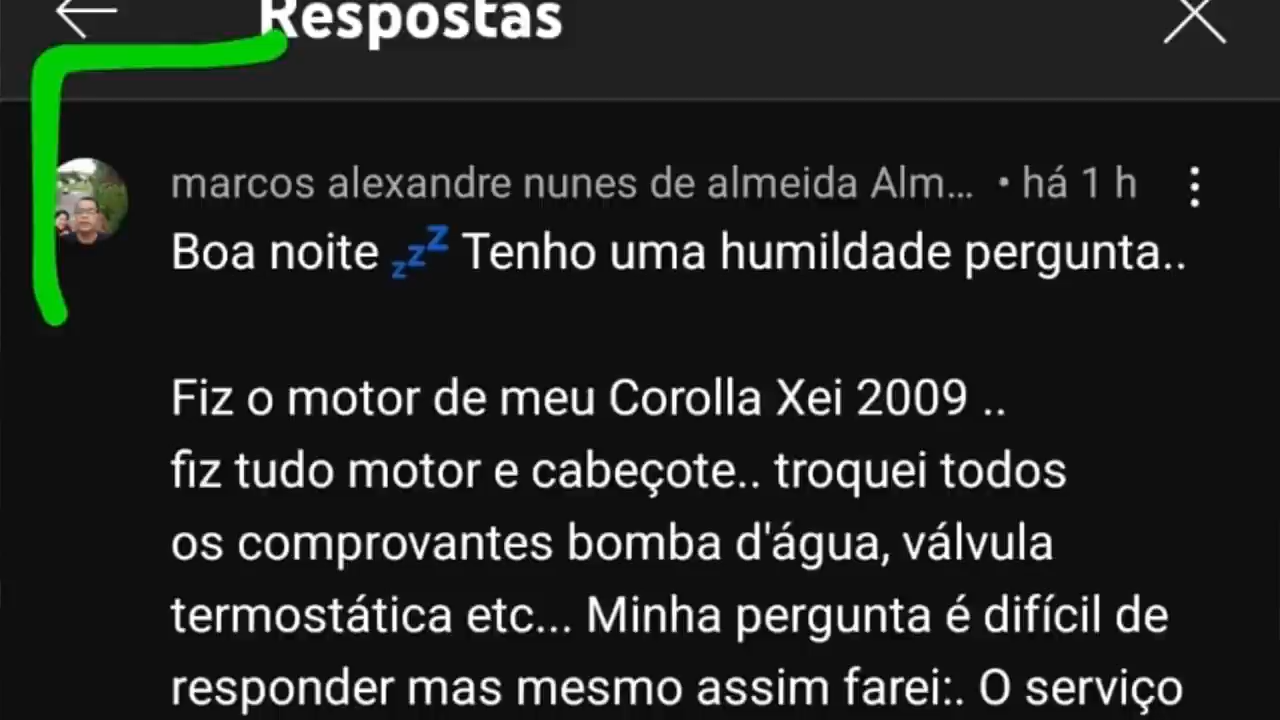 Respostas
marcos alexandre nunes de almeida Alm... • há 1 h
Boa noite 💤 Tenho uma humildade pergunta..
Fiz o motor de meu Corolla Xei 2009 ..
fiz tudo motor e cabeçote.. troquei todos
os comprovantes bomba d'água, válvula
termostática etc... Minha pergunta é difícil de
responder mas mesmo assim farei:. O serviço